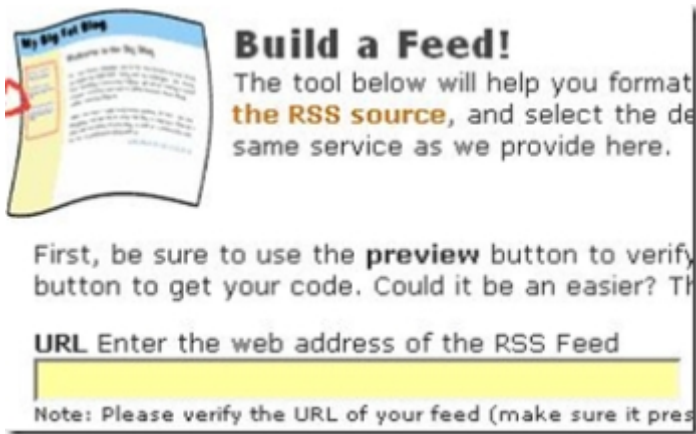 My Big Fat Blog
Welcome to the Big Blog
Build a Feed!
The tool below will help you format
the RSS source, and select the de
same service as we provide here.
First, be sure to use the preview button to verify
button to get your code. Could it be an easier? Th
URL Enter the web address of the RSS Feed
Note: Please verify the URL of your feed (make sure it pres